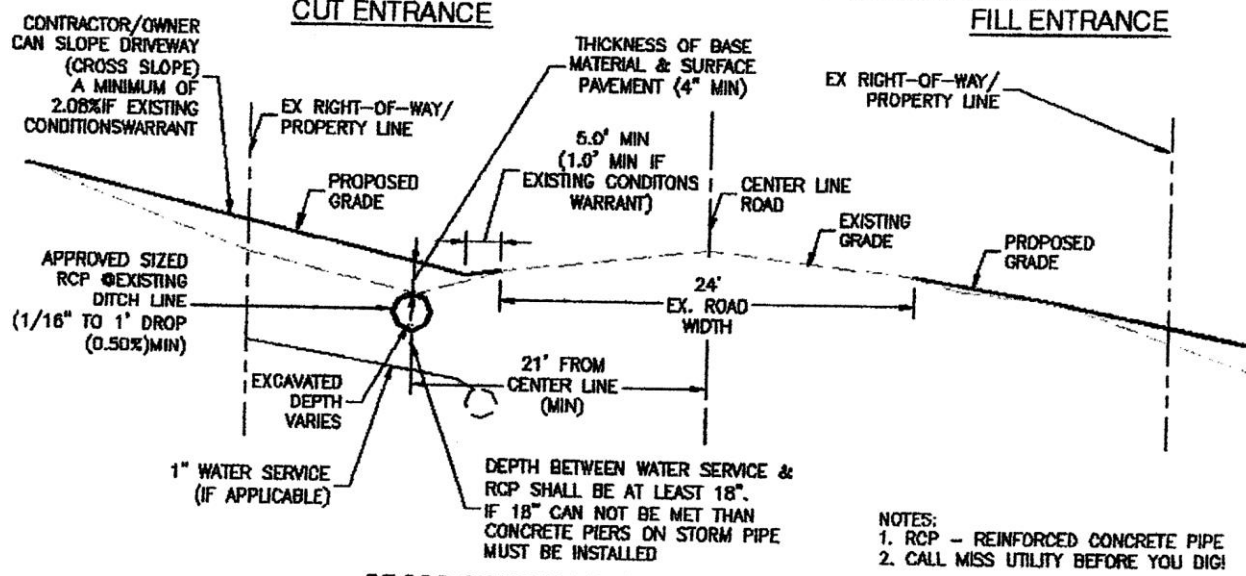 CUT ENTRANCE
FILL ENTRANCE
CONTRACTOR/OWNER
CAN SLOPE DRIVEWAY
(CROSS SLOPE)
A MINIMUM OF
2.08%IF EXISTING
CONDITIONSWARRANT
EX RIGHT-OF-WAY/
PROPERTY LINE
THICKNESS OF BASE
MATERIAL & SURFACE
PAVEMENT (4" MIN)
EX RIGHT-OF-WAY/
PROPERTY LINE
5.0' MIN
(1.0' MIN IF
EXISTING CONDITONS
WARRANT)
PROPOSED
GRADE
CENTER LINE
ROAD
EXISTING
GRADE
PROPOSED
GRADE
APPROVED SIZED
RCP @EXISTING
DITCH LINE
(1/16" TO 1' DROP
(0.50%)MIN)
24'
EX. ROAD
WIDTH
21' FROM
CENTER LINE
(MIN)
EXCAVATED
DEPTH
VARIES
1" WATER SERVICE
(IF APPLICABLE)
DEPTH BETWEEN WATER SERVICE &
RCP SHALL BE AT LEAST 18".
IF 18" CAN NOT BE MET THAN
CONCRETE PIERS ON STORM PIPE
MUST BE INSTALLED
NOTES:
1. RCP - REINFORCED CONCRETE PIPE
2. CALL MISS UTILITY BEFORE YOU DIG!